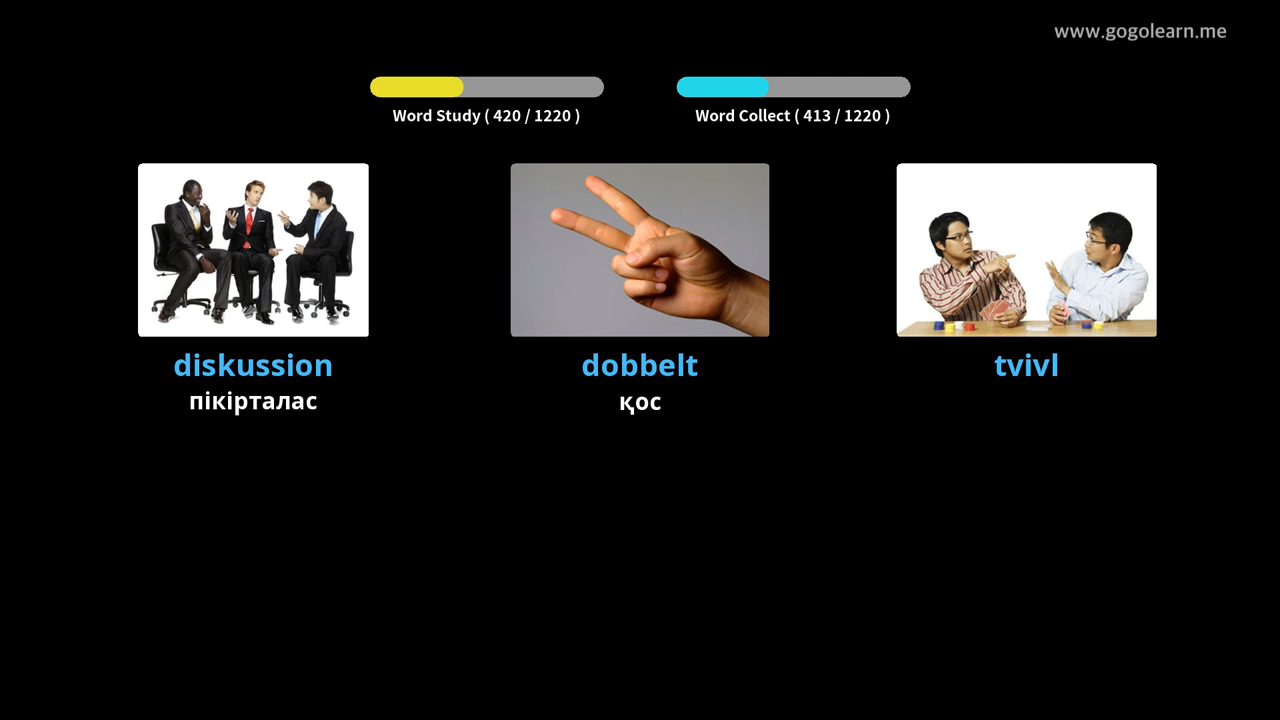 www.gogolearn.me
Word Study ( 420 / 1220 )
Word Collect ( 413 / 1220 )
diskussion
пікірталас
dobbelt
қос
tvivl